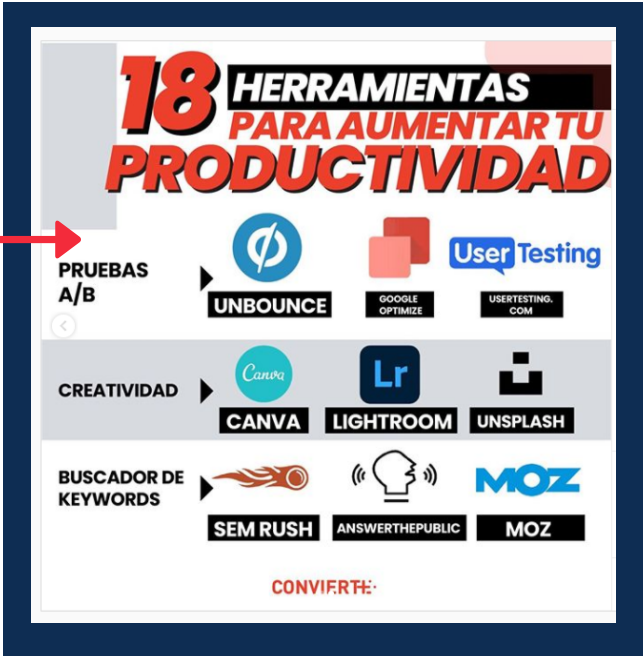 18 HERRAMIENTAS
PARA AUMENTAR TU
PRODUCTIVIDAD
PRUEBAS
A/B
User Testing
UNBOUNCE
GOOGLE
OPTIMIZE
USERTESTING.
COM
CREATIVIDAD
Canva
Lr
CANVA
LIGHTROOM
UNSPLASH
BUSCADOR DE
KEYWORDS
MOZ
SEM RUSH
ANSWERTHEPUBLIC
MOZ
CONVIERTE